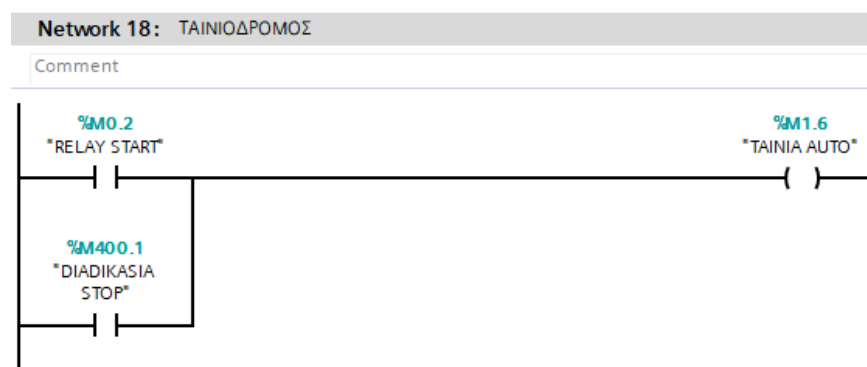 Network 18: ΤΑΙΝΙΟΔΡΟΜΟΣ
Comment
%M0.2
"RELAY START"
%M1.6
"TAINIA AUTO"
%M400.1
"DIADIKASIA
STOP"